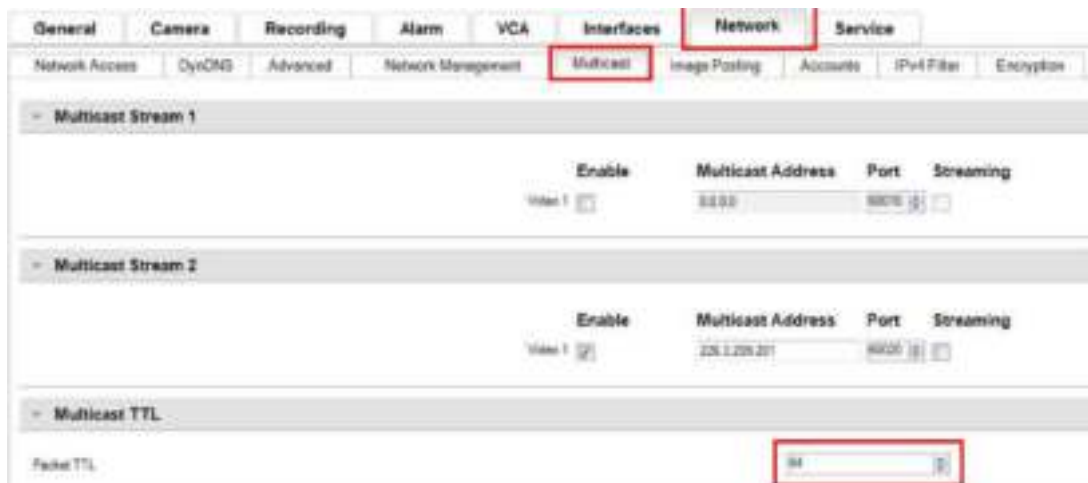 General Camera Recording Alarm VCA Interfaces Network Service
Network Access DynDNS Advanced Network Management Multicast Image Posting Accounts IPv4 Filter Encryption
Multicast Stream 1
Enable Multicast Address Port Streaming
Video 1 0.0.0.0
Multicast Stream 2
Enable Multicast Address Port Streaming
Video 1
Multicast TTL
Packet TTL 64